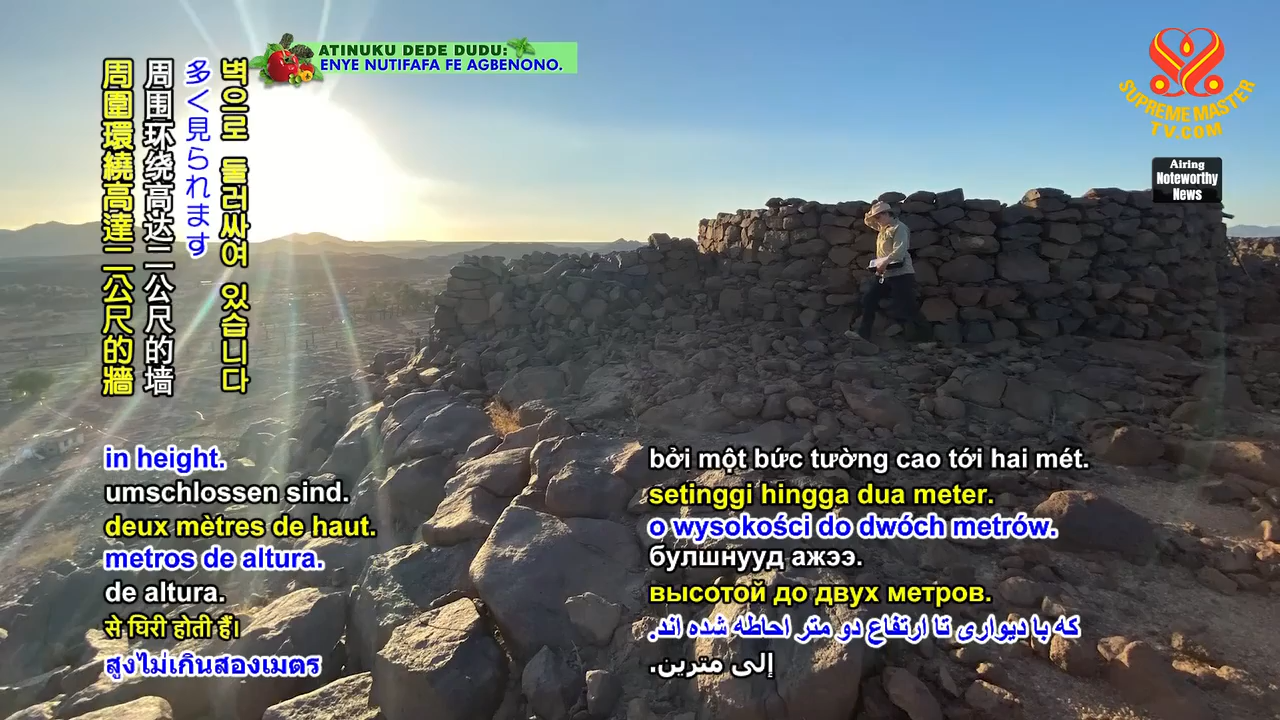 ATINUKU DEDE DUDU:
ENYE NUTIFAFA FE AGBENONO.
SUPREME MASTER
TV.COM
Airing
Noteworthy
News
벽으로 둘러싸여 있습니다
多く見られます
周围环绕高达二公尺的墙
周圍環繞高達二公尺的牆
in height.
umschlossen sind.
deux mètres de haut.
metros de altura.
de altura.
से घिरी होती हैं।
สูงไม่เกินสองเมตร
bởi một bức tường cao tới hai mét.
setinggi hingga dua meter.
o wysokości do dwóch metrów.
булшнууд ажээ.
высотой до двух метров.
که با دیواری تا ارتفاع دو متر احاطه شده اند.
إلى مترين.